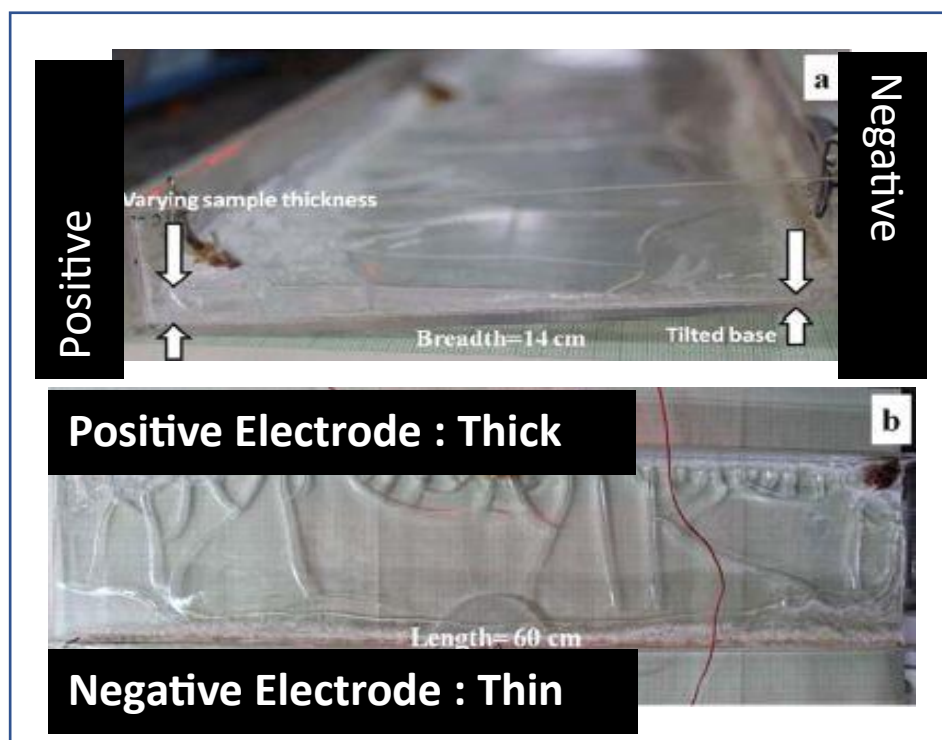 Positive
Negative
a
Varying sample thickness
Breadth=14 cm
Tilted base
Positive Electrode : Thick
b
Length= 60 cm
Negative Electrode : Thin